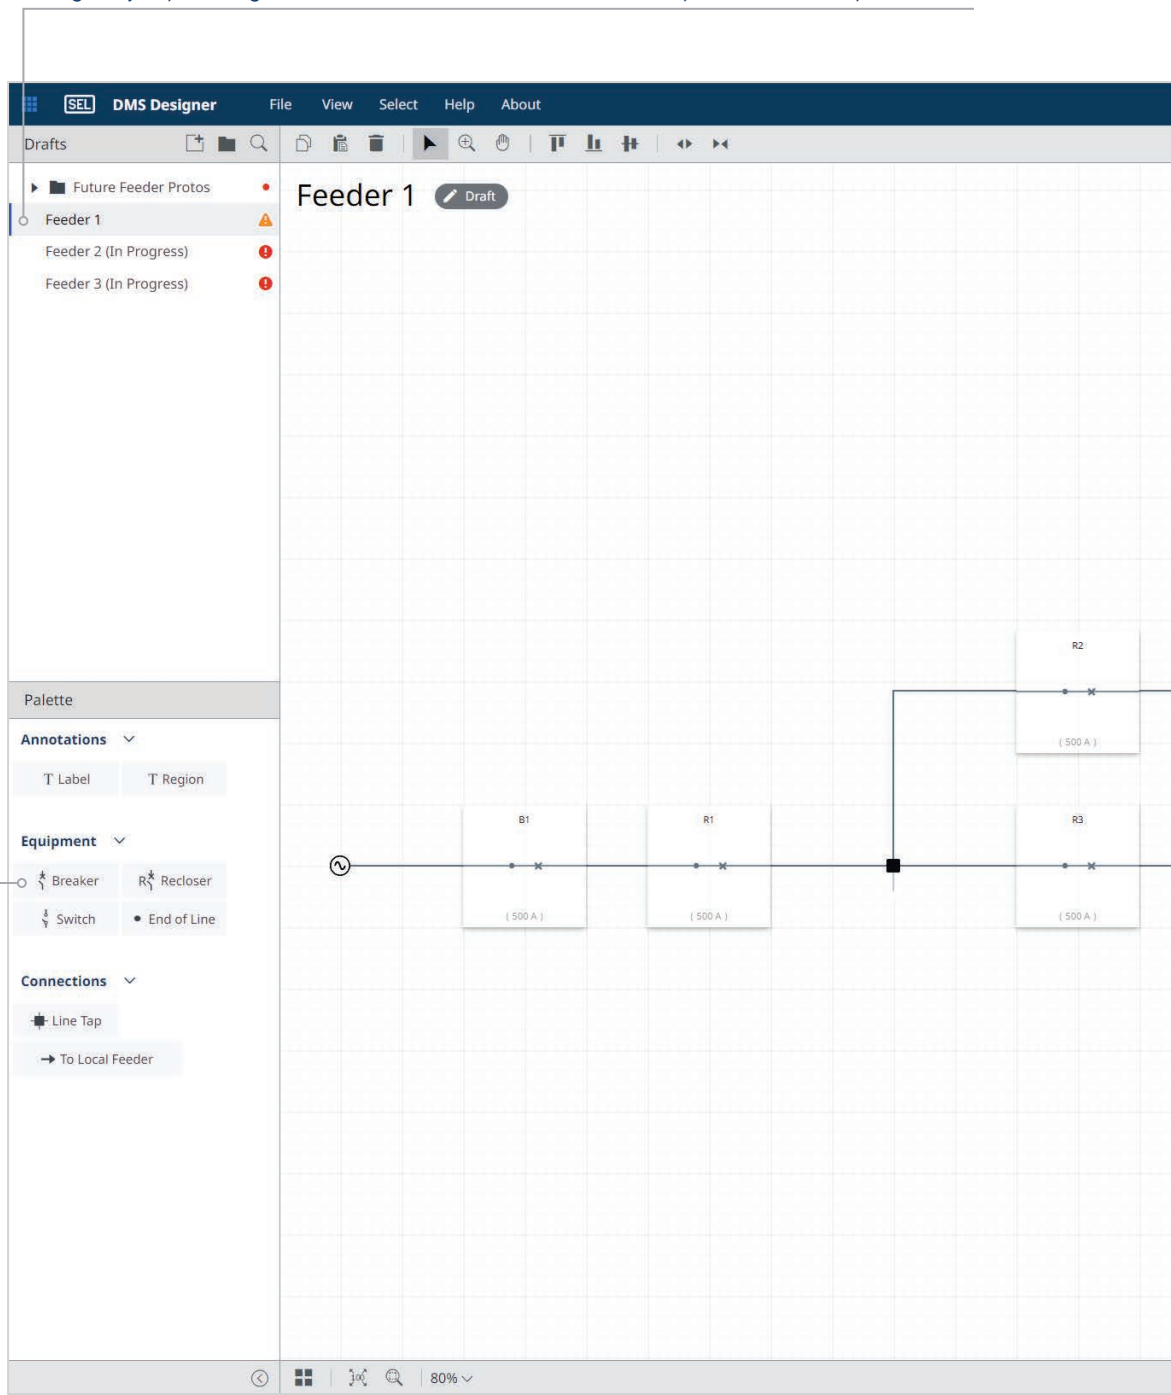 SEL DMS Designer File View Select Help About
Drafts
Future Feeder Protos
Feeder 1
Feeder 2 (In Progress)
Feeder 3 (In Progress)
Feeder 1 Draft
R2
( 500 A )
B1
R1
R3
( 500 A )
( 500 A )
( 500 A )
Palette
Annotations
T Label T Region
Equipment
Breaker R Recloser
Switch End of Line
Connections
Line Tap
To Local Feeder
80%